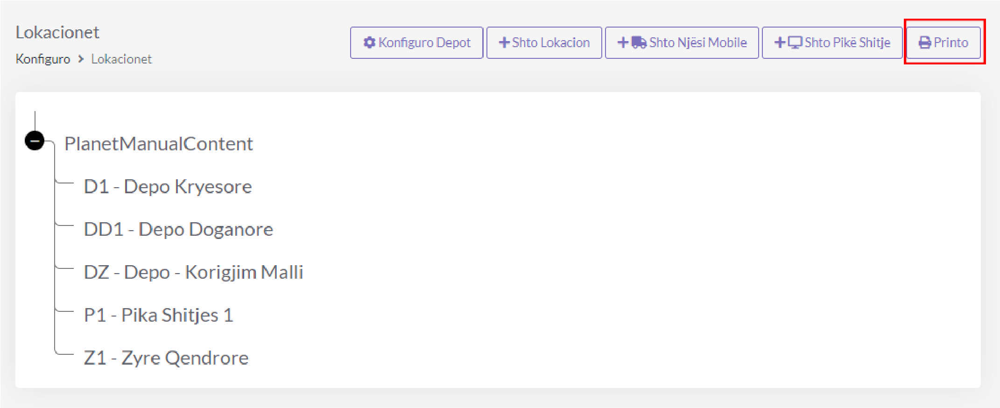 Lokacionet
Konfiguro > Lokacionet
Konfiguro Depot
+ Shto Lokacion
+ Shto Njësi Mobile
+ Shto Pikë Shitje
Printo
PlanetManualContent
D1 - Depo Kryesore
DD1 - Depo Doganore
DZ - Depo - Korigjim Malli
P1 - Pika Shitjes 1
Z1 - Zyre Qendrore